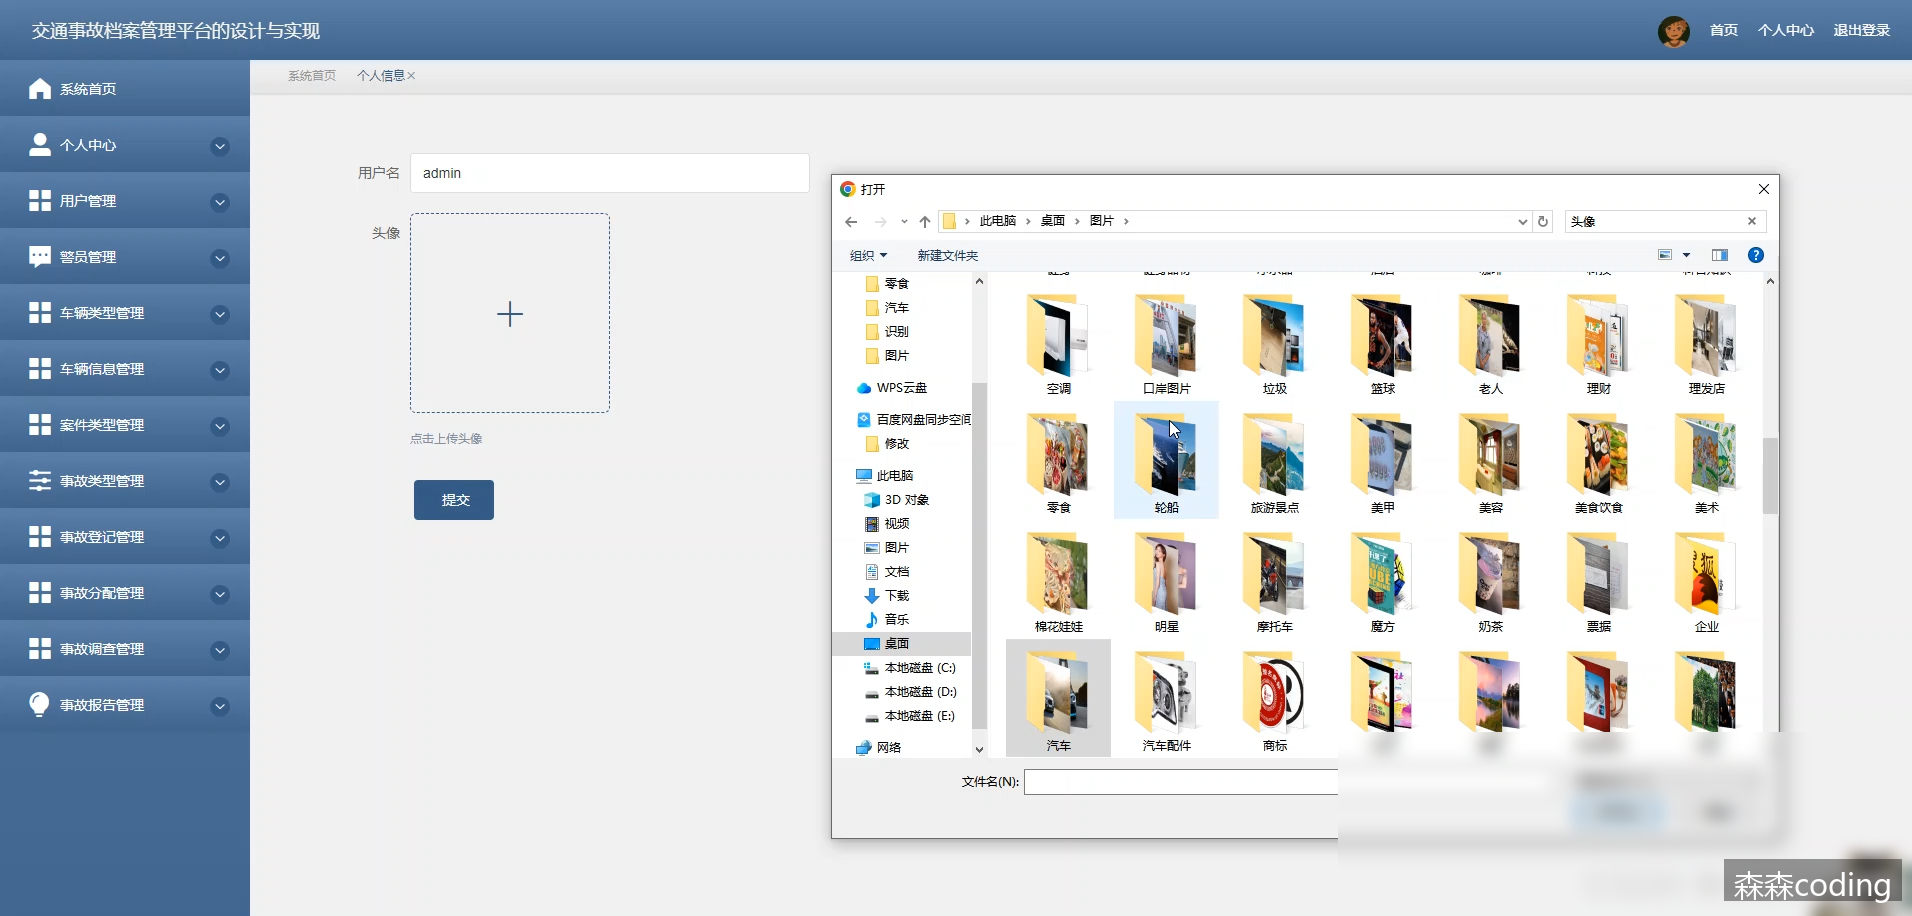 交通事故档案管理平台的设计与实现
首页 个人中心 退出登录
系统首页
个人中心
用户管理
警员管理
车辆类型管理
车辆信息管理
案件类型管理
事故类型管理
事故登记管理
事故分配管理
事故调查管理
事故报告管理
系统首页 个人信息×
用户名 admin
头像
点击上传头像
提交
打开
此电脑 › 桌面 › 图片 ›
头像
组织 新建文件夹
零食
汽车
识别
图片
WPS云盘
百度网盘同步空间
修改
此电脑
3D 对象
视频
图片
文档
下载
音乐
桌面
本地磁盘 (C:)
本地磁盘 (D:)
本地磁盘 (E:)
网络
空调 口岸图片 垃圾 篮球 老人 理财 理发店
零食 轮船 旅游景点 美甲 美容 美食饮食 美术
棉花娃娃 明星 摩托车 魔方 奶茶 票据 企业
汽车 汽车配件 商标
文件名(N):
森森coding